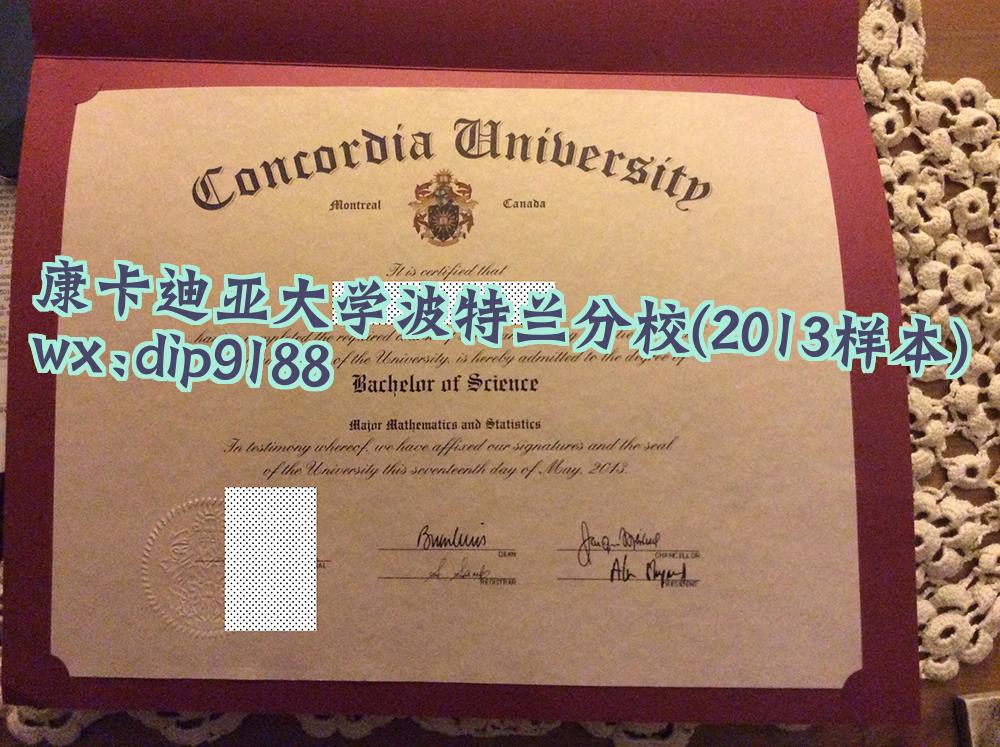 Concordia University
Montreal Canada
It is certified that
康卡迪亚大学波特兰分校(2013样本)
wx:dip9188
of the University, is hereby admitted to the degree of
Bachelor of Science
Major Mathematics and Statistics
In testimony whereof, we have affixed our signatures and the seal
of the University this seventeenth day of May, 2013.
DEAN CHANCELLOR
REGISTRAR PRESIDENT